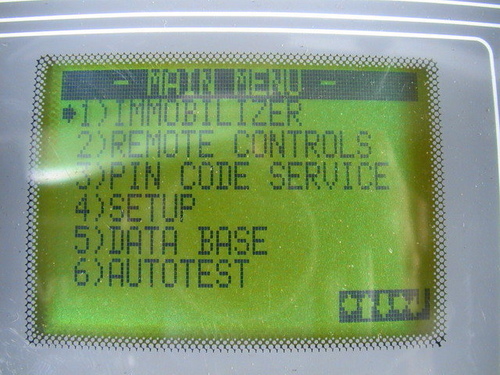 - MAIN MENU -
1)IMMOBILIZER
2)REMOTE CONTROLS
3)PIN CODE SERVICE
4)SETUP
5)DATA BASE
6)AUTOTEST